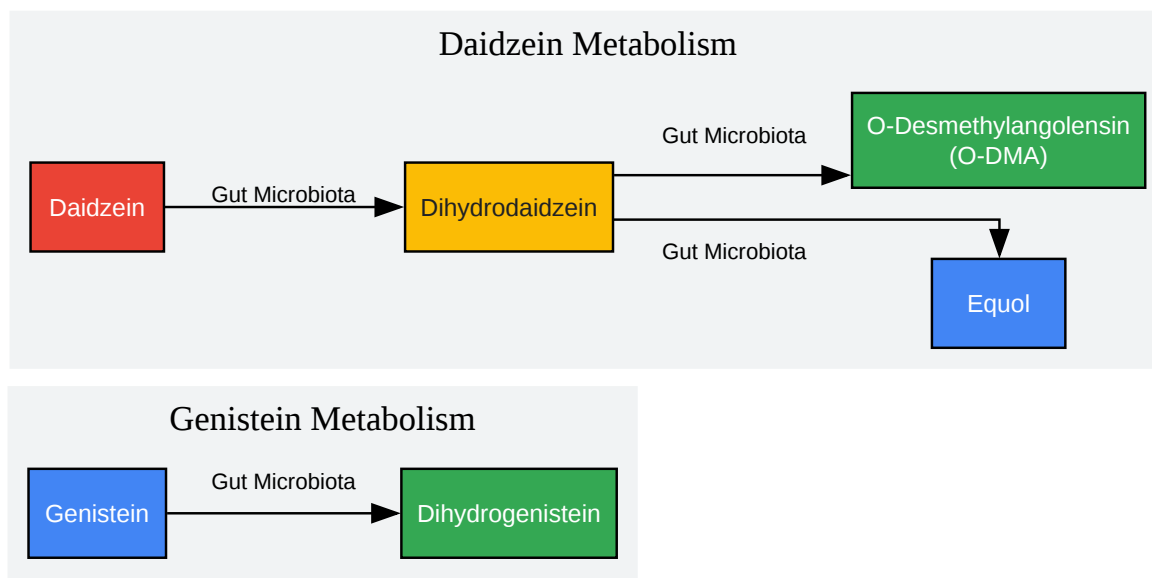 Daidzein Metabolism
Daidzein
Gut Microbiota
Dihydrodaidzein
Gut Microbiota
O-Desmethylangolensin
(O-DMA)
Gut Microbiota
Equol
Genistein Metabolism
Genistein
Gut Microbiota
Dihydrogenistein